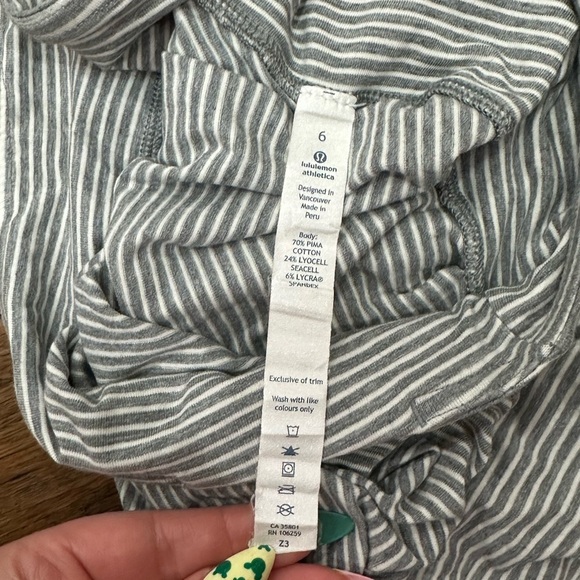 6
lululemon
athletica
Designed in
Vancouver
Made in
Peru
Body:
70% PIMA
COTTON
24% LYOCELL
SEACELL
6% LYCRA®
SPANDEX
Exclusive of trim
Wash with like
colours only
CA 35801
RN 106259
Z3